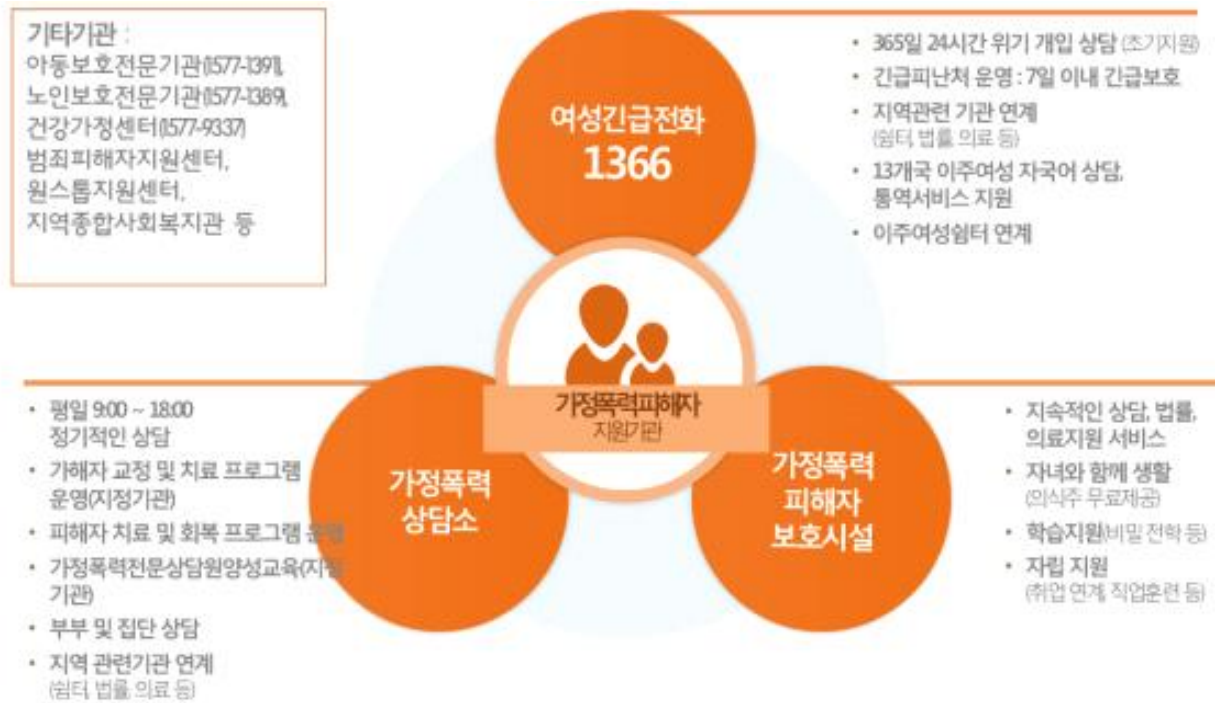 기타기관 :
아동보호전문기관(1577-1391),
노인보호전문기관(1577-1389),
건강가정센터(1577-9337)
범죄피해자지원센터,
원스톱지원센터,
지역종합사회복지관 등
여성긴급전화
1366
• 365일 24시간 위기 개입 상담 (초기지원)
• 긴급피난처 운영 : 7일 이내 긴급보호
• 지역관련 기관 연계
(쉼터, 법률, 의료 등)
• 13개국 이주여성 자국어 상담,
통역서비스 지원
• 이주여성쉼터 연계
가정폭력피해자
지원기관
가정폭력
상담소
• 평일 9:00 ~ 18:00
정기적인 상담
• 가해자 교정 및 치료 프로그램
운영(지정기관)
• 피해자 치료 및 회복 프로그램 운영
• 가정폭력전문상담원양성교육(지정
기관)
• 부부 및 집단 상담
• 지역 관련기관 연계
(쉼터, 법률, 의료 등)
가정폭력
피해자
보호시설
• 지속적인 상담, 법률,
의료지원 서비스
• 자녀와 함께 생활
(의식주 무료제공)
• 학습지원(비밀 전학 등)
• 자립 지원
(취업 연계, 직업훈련 등)